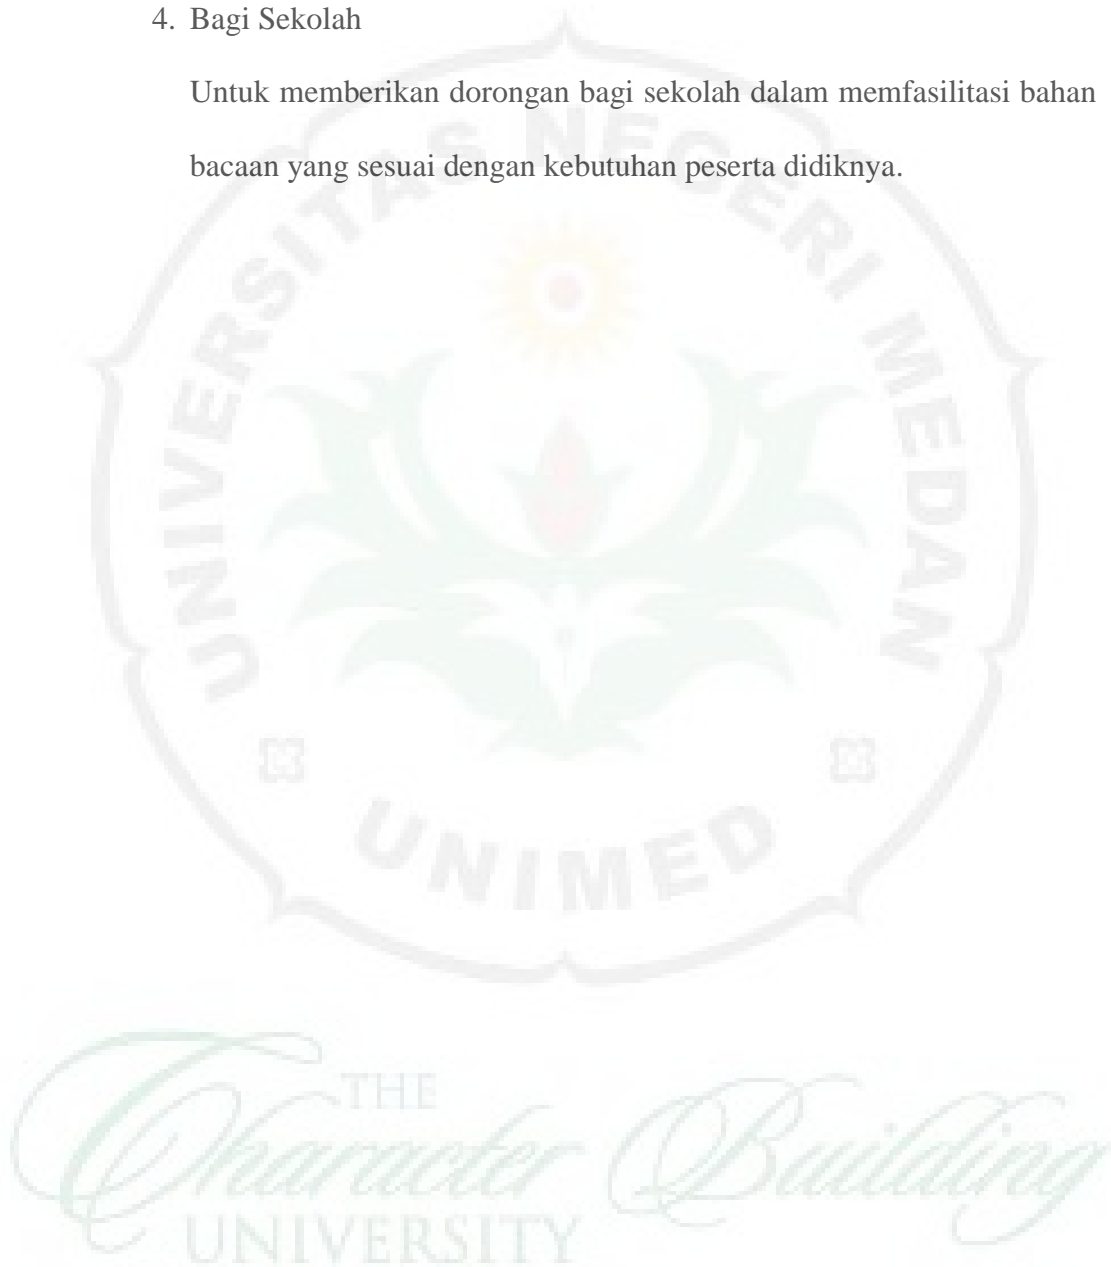 4. Bagi Sekolah
Untuk memberikan dorongan bagi sekolah dalam memfasilitasi bahan
bacaan yang sesuai dengan kebutuhan peserta didiknya.
UNIVERSITAS NEGERI MEDAN
UNIMED
THE
Character Building
UNIVERSITY